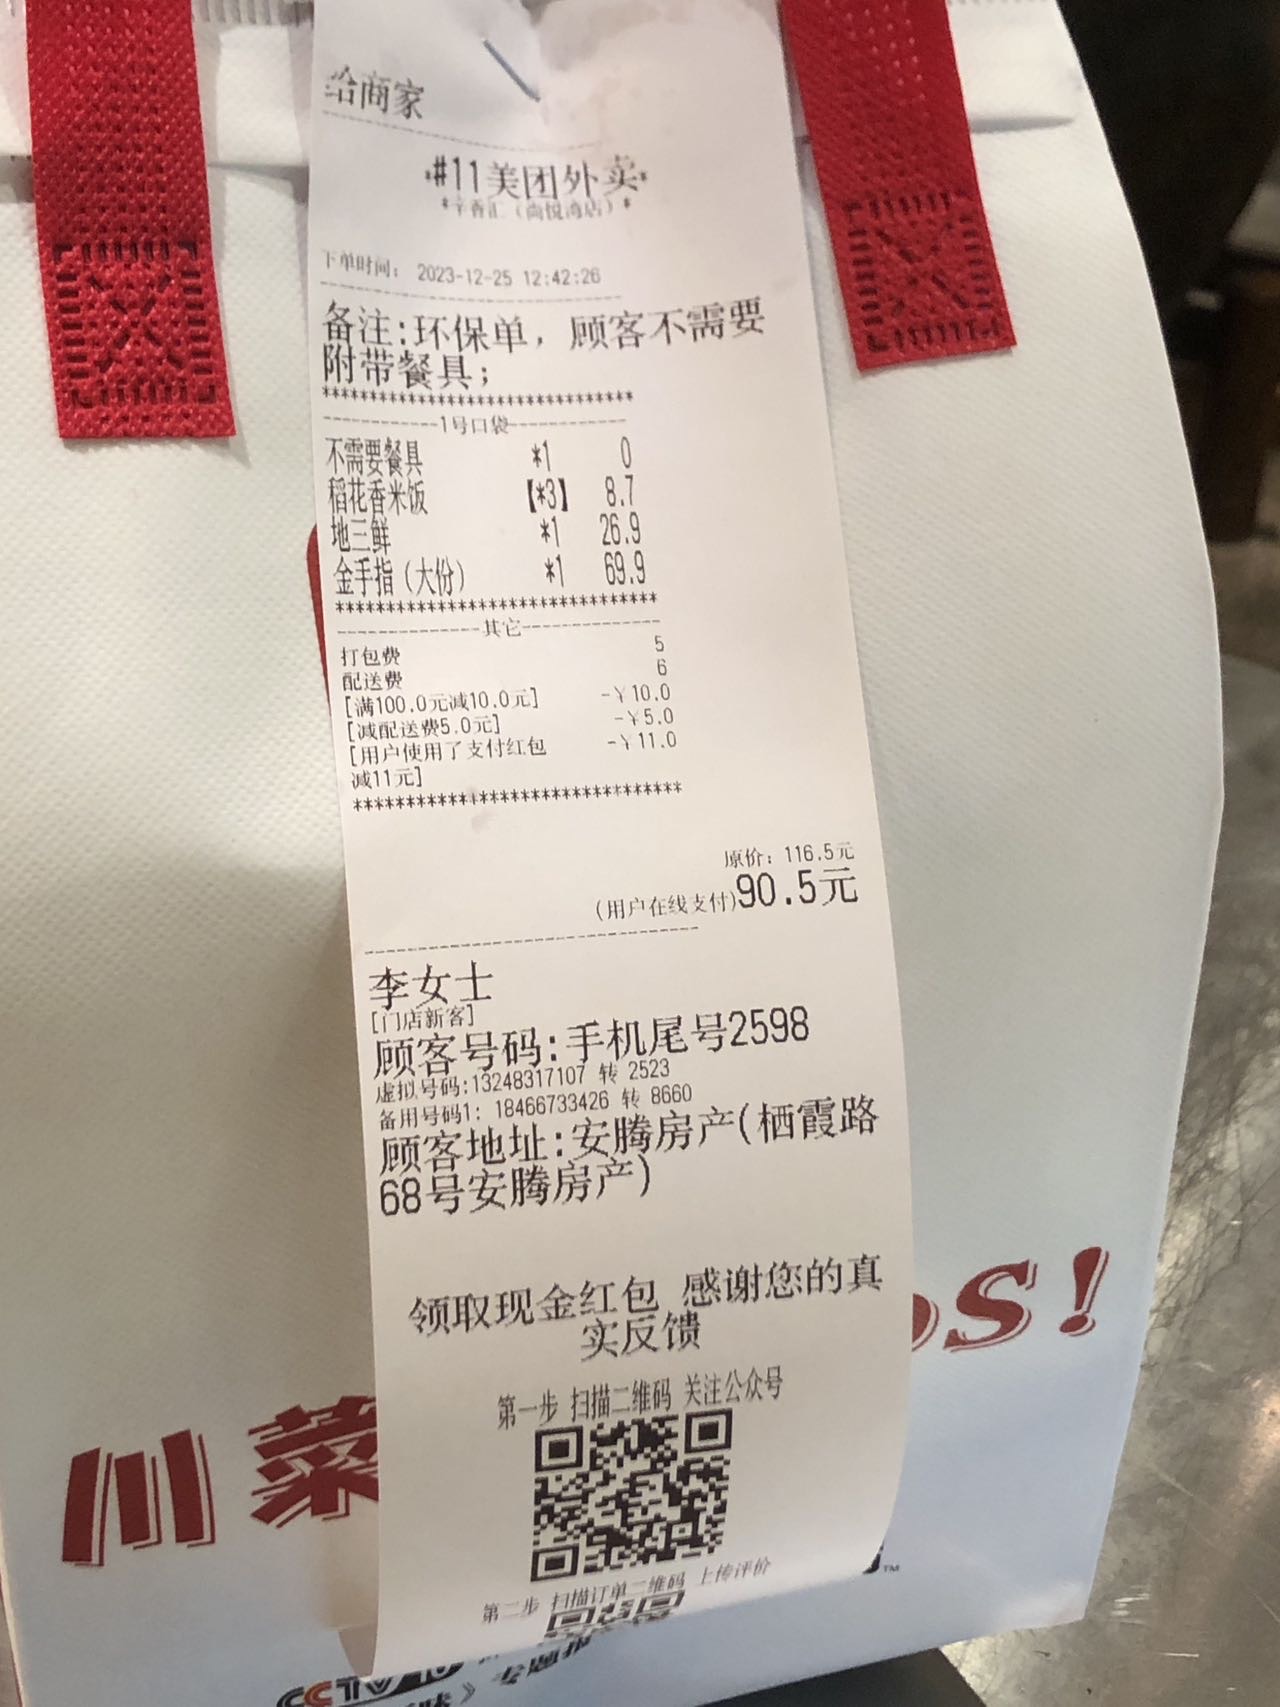 给商家
#11美团外卖
*辛香汇（尚悦湾店）*
下单时间： 2023-12-25 12:42:26
备注:环保单，顾客不需要
附带餐具;
********************************
------------1号口袋------------
不需要餐具 *1 0
稻花香米饭 【*3】 8.7
地三鲜 *1 26.9
金手指（大份） *1 69.9
********************************
--------------其它--------------
打包费 5
配送费 6
[满100.0元减10.0元] -￥10.0
[减配送费5.0元] -￥5.0
[用户使用了支付红包 -￥11.0
减11元]
********************************
原价：116.5元
(用户在线支付)90.5元
李女士
[门店新客]
顾客号码:手机尾号2598
虚拟号码:13248317107 转 2523
备用号码1: 18466733426 转 8660
顾客地址:安腾房产(栖霞路
68号安腾房产)
领取现金红包 感谢您的真
实反馈
第一步 扫描二维码 关注公众号
第二步 扫描订单二维码 上传评价
os!
川菜
TM
CCTV 10